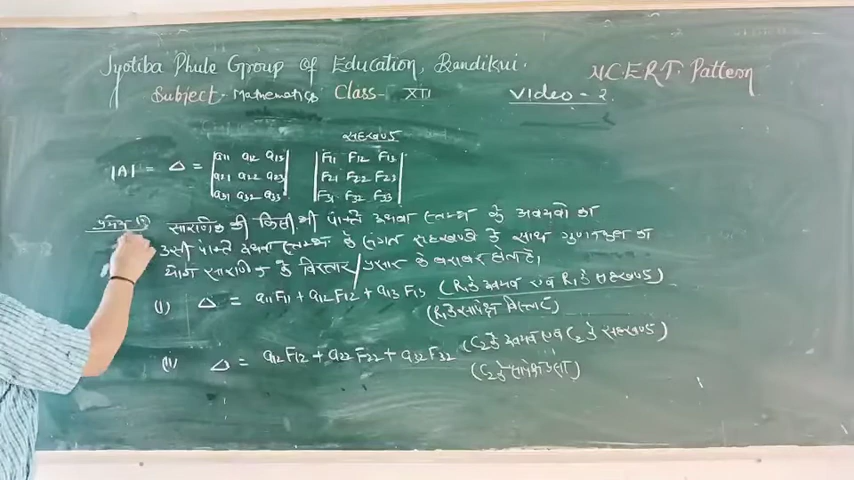 Jyotiba Phule Group of Education, Bandikui.
N.C.E.R.T. Pattern
Subject - Mathematics Class - XII
Video - 2
सहखण्ड
|A| = Δ = | a11 a12 a13 | | F11 F12 F13 |
| a21 a22 a23 | | F21 F22 F23 |
| a31 a32 a33 | | F31 F32 F33 |
प्रमेय ① सारणिक की किसी भी पंक्ति अथवा स्तम्भ के अवयवों का
उसी पंक्ति अथवा स्तम्भ के संगत सहखण्डों के साथ गुणनफल का
योग सारणिक के विस्तार/प्रसार के बराबर होता है।
(i) Δ = a11F11 + a12F12 + a13F13 (R1 के अवयव एवं R1 के सहखण्ड)
(R1 के सापेक्ष विस्तार)
(ii) Δ = a12F12 + a22F22 + a32F32 (C2 के अवयव एवं C2 के सहखण्ड)
(C2 के सापेक्ष